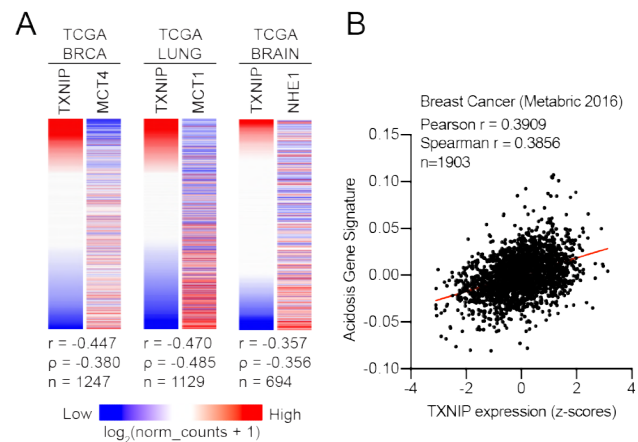 A
TCGA BRCA
TCGA LUNG
TCGA BRAIN
TXNIP
MCT4
TXNIP
MCT1
TXNIP
NHE1
r = -0.447
ρ = -0.380
n = 1247
r = -0.470
ρ = -0.485
n = 1129
r = -0.357
ρ = -0.356
n = 694
Low
High
log₂(norm_counts + 1)
B
Breast Cancer (Metabric 2016)
Pearson r = 0.3909
Spearman r = 0.3856
n=1903
Acidosis Gene Signature
0.15
0.10
0.05
0.00
-0.05
-0.10
-4
-2
0
2
4
TXNIP expression (z-scores)